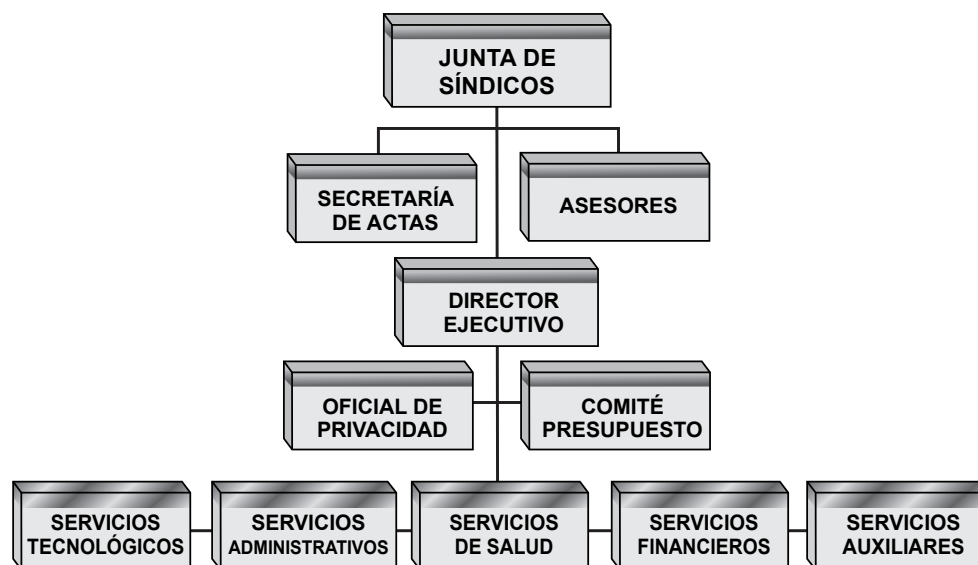 JUNTA DE
SÍNDICOS
SECRETARÍA
DE ACTAS
ASESORES
DIRECTOR
EJECUTIVO
OFICIAL DE
PRIVACIDAD
COMITÉ
PRESUPUESTO
SERVICIOS
TECNOLÓGICOS
SERVICIOS
ADMINISTRATIVOS
SERVICIOS
DE SALUD
SERVICIOS
FINANCIEROS
SERVICIOS
AUXILIARES